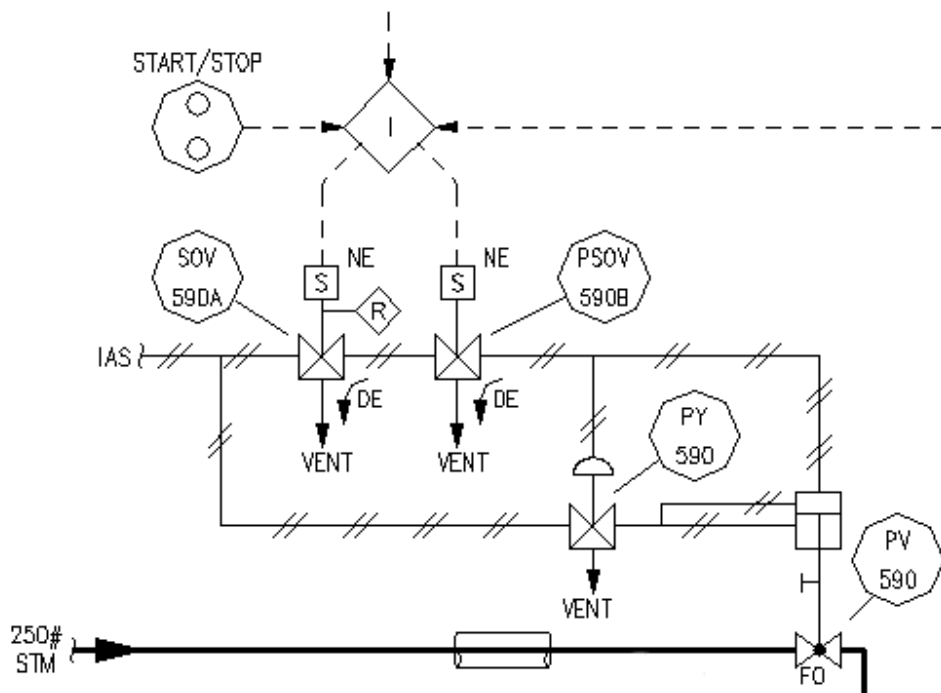 START/STOP
I
SOV
590A
NE
S
R
NE
S
PSOV
590B
IAS
DE
VENT
DE
VENT
PY
590
VENT
PV
590
250#
STM
FO